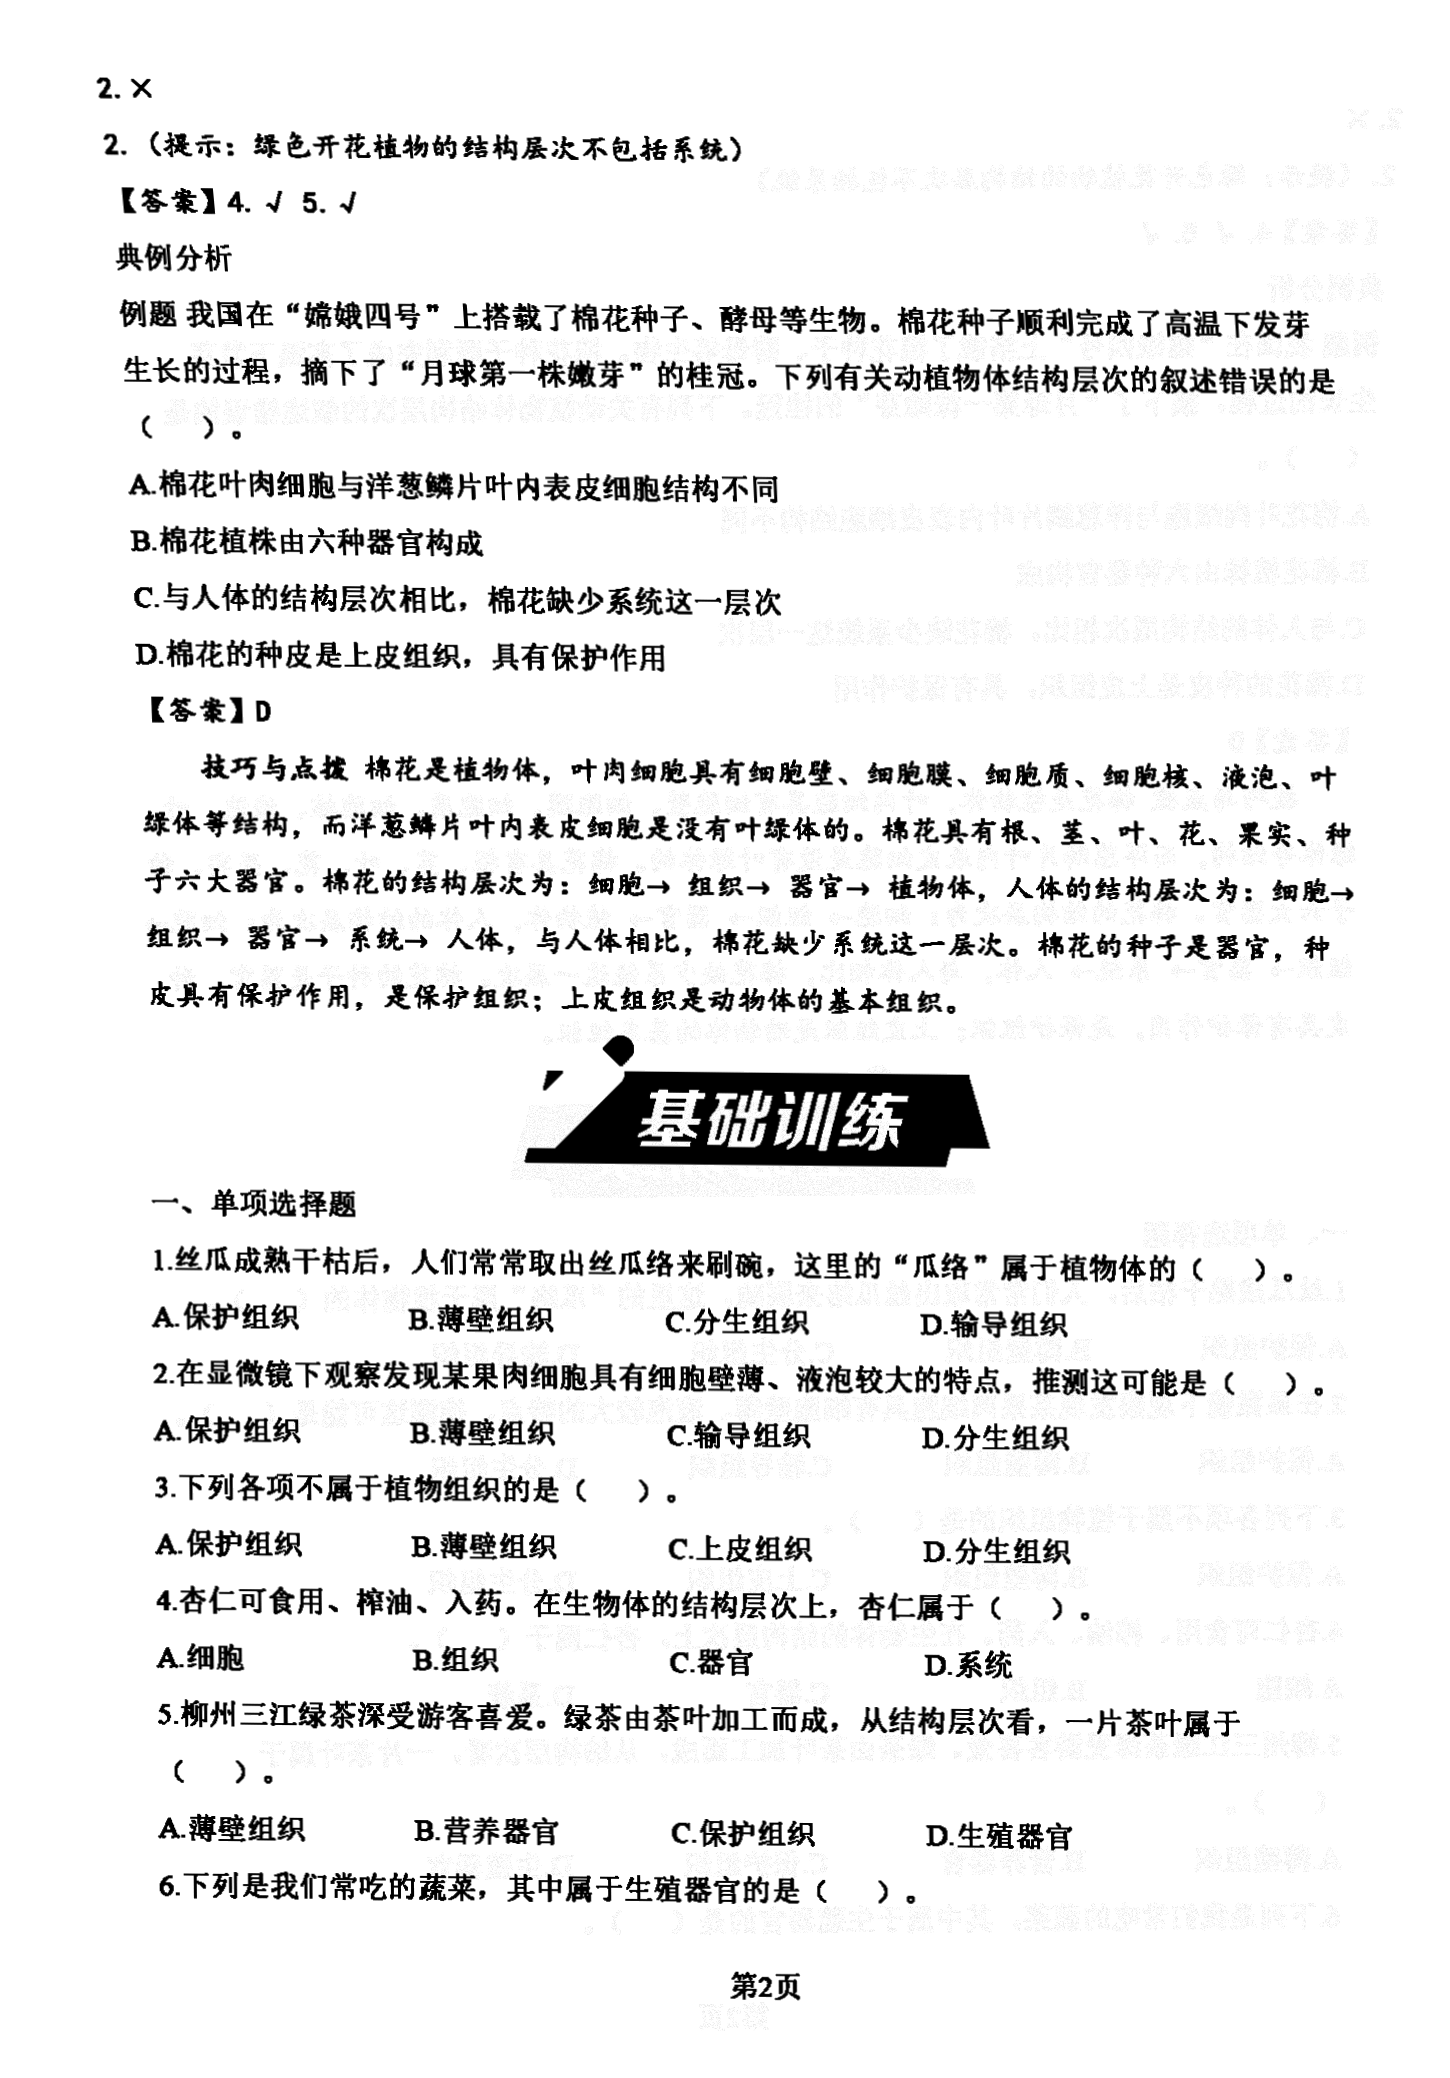 2. ×
2.（提示：绿色开花植物的结构层次不包括系统）
【答案】4. √ 5. √
典例分析
例题 我国在“嫦娥四号”上搭载了棉花种子、酵母等生物。棉花种子顺利完成了高温下发芽
生长的过程，摘下了“月球第一株嫩芽”的桂冠。下列有关动植物体结构层次的叙述错误的是
（ ）。
A.棉花叶肉细胞与洋葱鳞片叶内表皮细胞结构不同
B.棉花植株由六种器官构成
C.与人体的结构层次相比，棉花缺少系统这一层次
D.棉花的种皮是上皮组织，具有保护作用
【答案】D
技巧与点拨 棉花是植物体，叶肉细胞具有细胞壁、细胞膜、细胞质、细胞核、液泡、叶
绿体等结构，而洋葱鳞片叶内表皮细胞是没有叶绿体的。棉花具有根、茎、叶、花、果实、种
子六大器官。棉花的结构层次为：细胞→ 组织→ 器官→ 植物体，人体的结构层次为：细胞→
组织→ 器官→ 系统→ 人体，与人体相比，棉花缺少系统这一层次。棉花的种子是器官，种
皮具有保护作用，是保护组织；上皮组织是动物体的基本组织。
基础训练
一、单项选择题
1.丝瓜成熟干枯后，人们常常取出丝瓜络来刷碗，这里的“瓜络”属于植物体的（ ）。
A.保护组织 B.薄壁组织 C.分生组织 D.输导组织
2.在显微镜下观察发现某果肉细胞具有细胞壁薄、液泡较大的特点，推测这可能是（ ）。
A.保护组织 B.薄壁组织 C.输导组织 D.分生组织
3.下列各项不属于植物组织的是（ ）。
A.保护组织 B.薄壁组织 C.上皮组织 D.分生组织
4.杏仁可食用、榨油、入药。在生物体的结构层次上，杏仁属于（ ）。
A.细胞 B.组织 C.器官 D.系统
5.柳州三江绿茶深受游客喜爱。绿茶由茶叶加工而成，从结构层次看，一片茶叶属于
（ ）。
A.薄壁组织 B.营养器官 C.保护组织 D.生殖器官
6.下列是我们常吃的蔬菜，其中属于生殖器官的是（ ）。
第2页